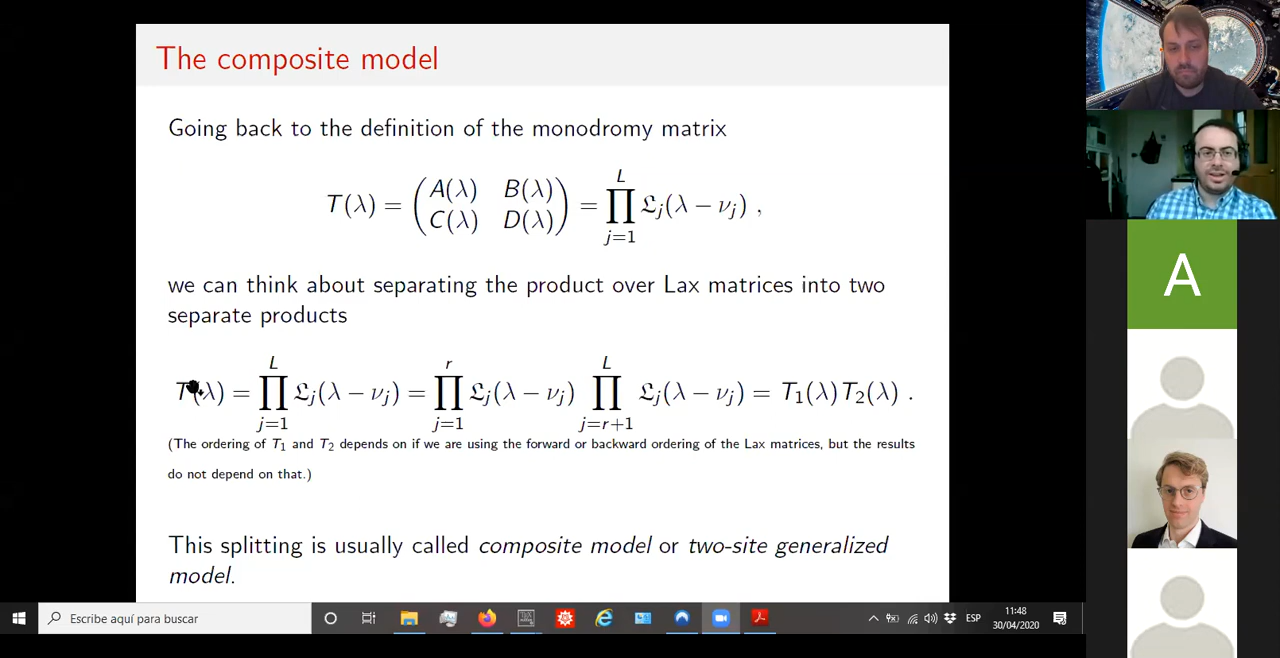 The composite model
Going back to the definition of the monodromy matrix
T(λ) = ( A(λ) B(λ) ; C(λ) D(λ) ) = ∏_{j=1}^{L} 𝔏_j(λ − ν_j) ,
we can think about separating the product over Lax matrices into two
separate products
T(λ) = ∏_{j=1}^{L} 𝔏_j(λ − ν_j) = ∏_{j=1}^{r} 𝔏_j(λ − ν_j) ∏_{j=r+1}^{L} 𝔏_j(λ − ν_j) = T_1(λ)T_2(λ) .
(The ordering of T_1 and T_2 depends on if we are using the forward or backward ordering of the Lax matrices, but the results
do not depend on that.)
This splitting is usually called composite model or two-site generalized
model.
A
Escribe aquí para buscar
ESP
11:48
30/04/2020